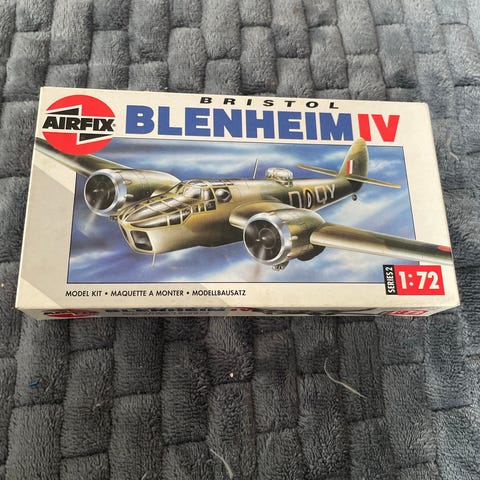 BRISTOL
AIRFIX
BLENHEIM IV
MODEL KIT • MAQUETTE A MONTER • MODELLBAUSATZ
SERIES 2
1:72